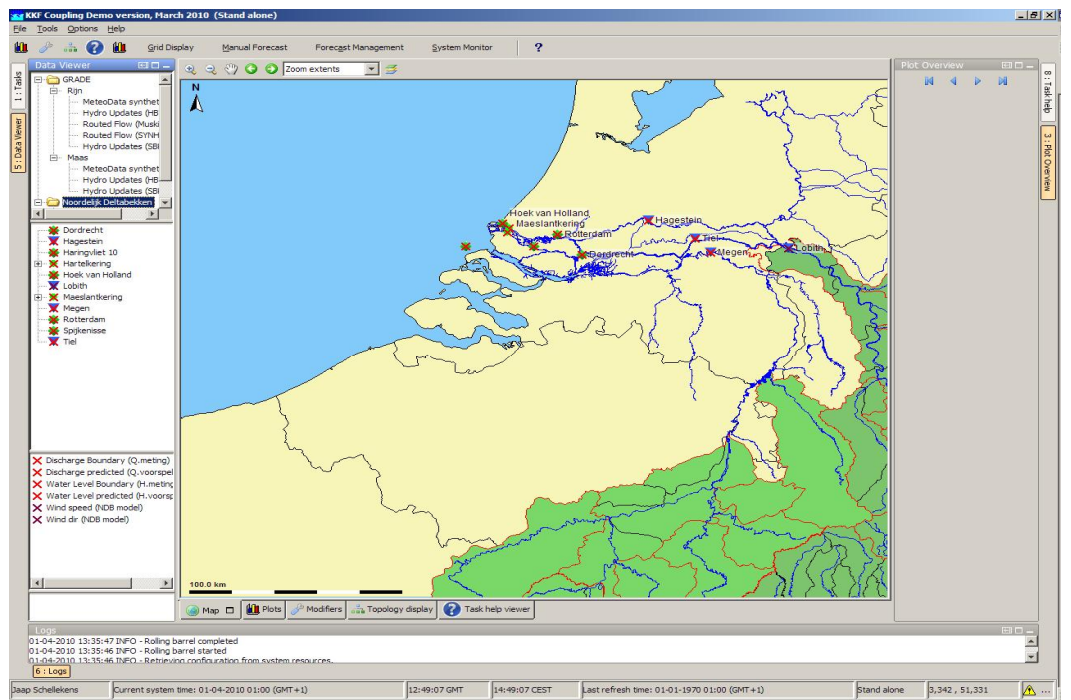 KKF Coupling Demo version, March 2010 (Stand alone)
File Tools Options Help
Grid Display Manual Forecast Forecast Management System Monitor ?
1 : Tasks
5 : Data Viewer
Data Viewer
GRADE
Rijn
MeteoData synthet
Hydro Updates (HB
Routed Flow (Muski
Routed Flow (SYNH
Hydro Updates (SBI
Maas
MeteoData synthet
Hydro Updates (HB
Hydro Updates (SBI
Noordelijk Deltabekken
Dordrecht
Hagestein
Haringvliet 10
Hartelkering
Hoek van Holland
Lobith
Maeslantkering
Megen
Rotterdam
Spijkenisse
Tiel
Discharge Boundary (Q.meting)
Discharge predicted (Q.voorspel
Water Level Boundary (H.meting
Water Level predicted (H.voorsp
Wind speed (NDB model)
Wind dir (NDB model)
Zoom extents
N
Hoek van Holland
Maeslantkering
Rotterdam
Dordrecht
Hagestein
Tiel
Megen
Lobith
100.0 km
Map Plots Modifiers Topology display Task help viewer
Plot Overview
8 : Task help
3 : Plot Overview
Logs
01-04-2010 13:35:47 INFO - Rolling barrel completed
01-04-2010 13:35:46 INFO - Rolling barrel started
01-04-2010 13:35:46 INFO - Retrieving configuration from system resources.
6 : Logs
Jaap Schellekens Current system time: 01-04-2010 01:00 (GMT+1) 12:49:07 GMT 14:49:07 CEST Last refresh time: 01-01-1970 01:00 (GMT+1) Stand alone 3,342 , 51,331 ...